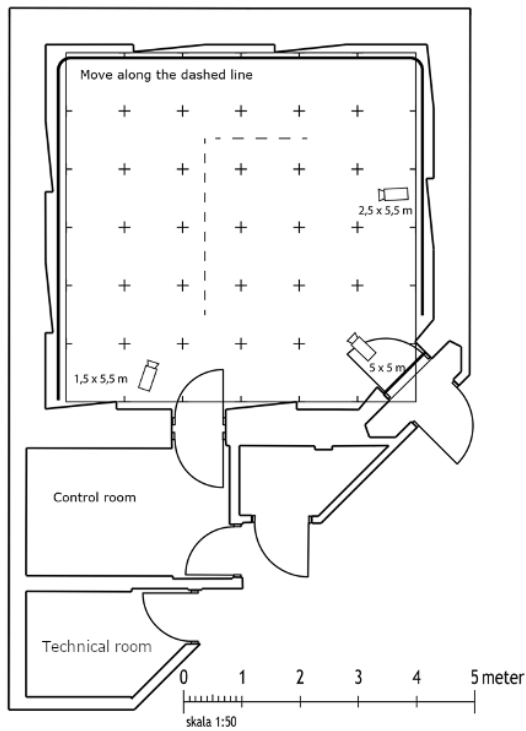 Move along the dashed line
2,5 x 5,5 m
1,5 x 5,5 m
5 x 5 m
Control room
Technical room
0 1 2 3 4 5 meter
skala 1:50